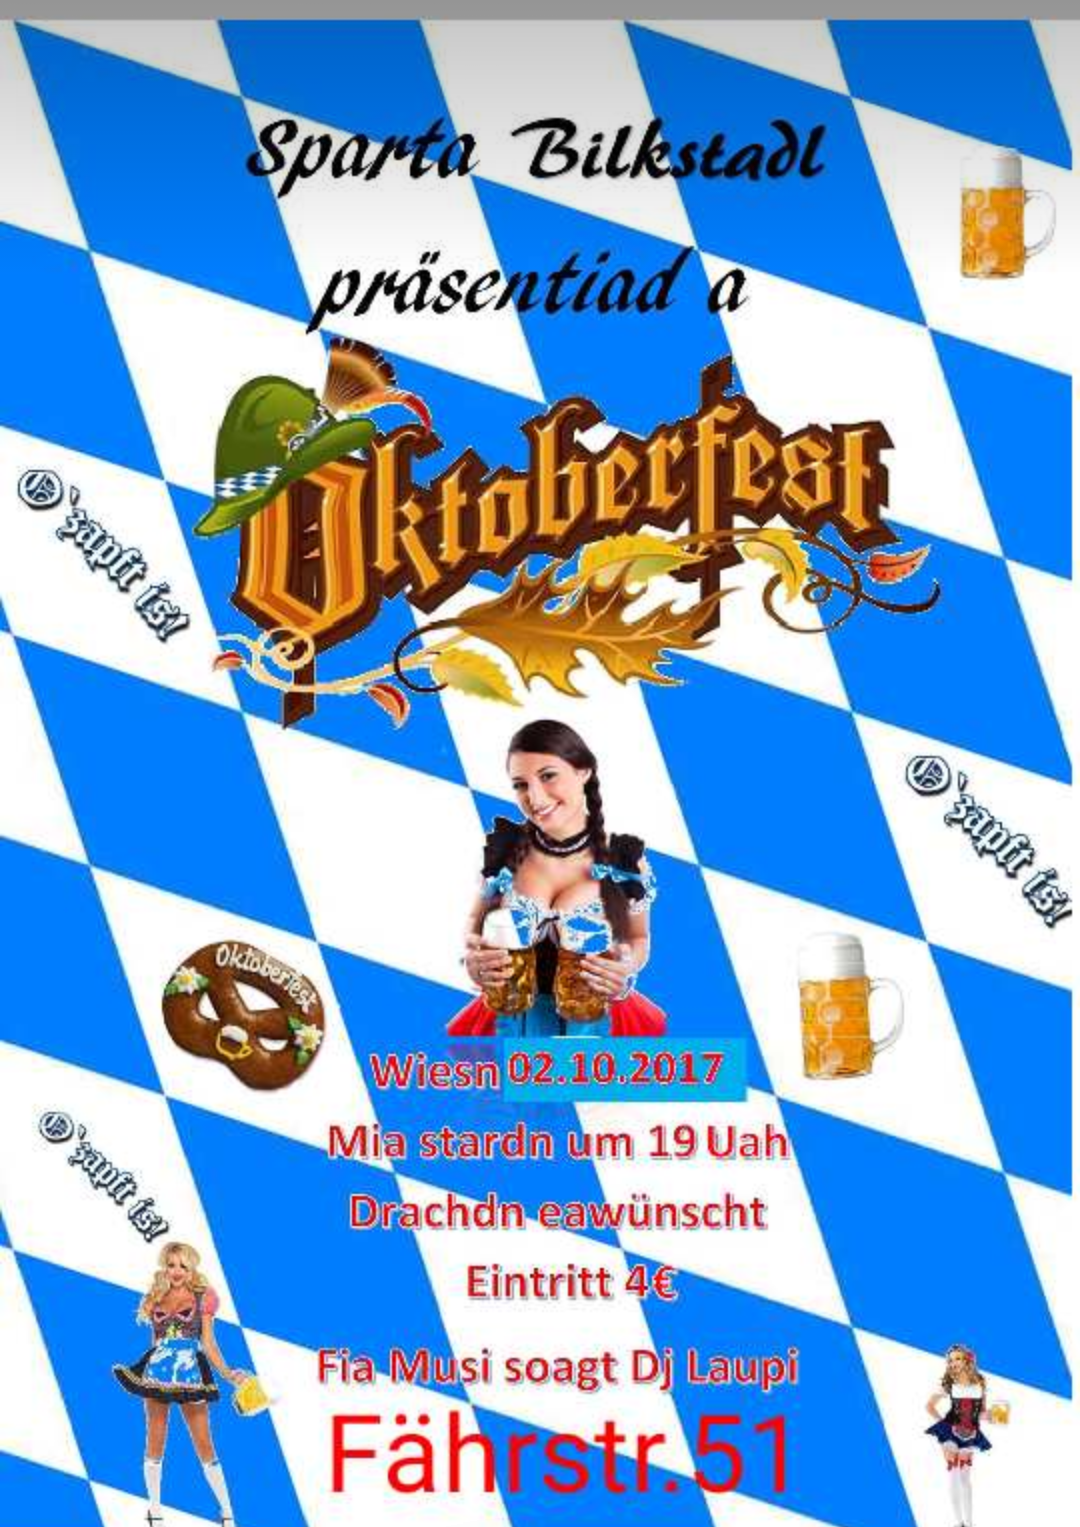 Sparta Bilkstadl
präsentiad a
Oktoberfest
O'zapft is!
O'zapft is!
Oktoberfest
Wiesn 02.10.2017
Mia stardn um 19 Uah
O'zapft is!
Drachdn eawünscht
Eintritt 4€
Fia Musi soagt Dj Laupi
Fährstr.51